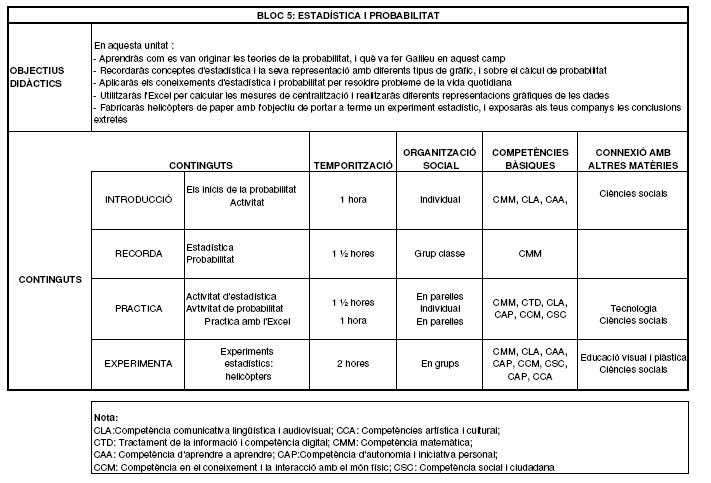 BLOC 5: ESTADÍSTICA I PROBABILITAT
OBJECTIUS
DIDÀCTICS
En aquesta unitat :
- Aprendràs com es van originar les teories de la probabilitat, i què va fer Galileu en aquest camp
- Recordaràs conceptes d'estadística i la seva representació amb diferents tipus de gràfic, i sobre el càlcul de probabilitat
- Aplicaràs els coneixements d'estadística i probabilitat per resoldre probleme de la vida quotidiana
- Utilitzaràs l'Excel per calcular les mesures de centralització i realitzaràs diferents representacions gràfiques de les dades
- Fabricaràs helicòpters de paper amb l'objectiu de portar a terme un experiment estadístic, i exposaràs als teus companys les conclusions
extretes
CONTINGUTS
CONTINGUTS
TEMPORITZACIÓ
ORGANITZACIÓ
SOCIAL
COMPETÈNCIES
BÀSIQUES
CONNEXIÓ AMB
ALTRES MATÈRIES
INTRODUCCIÓ
Els inicis de la probabilitat
Activitat
1 hora
Individual
CMM, CLA, CAA,
Ciències socials
RECORDA
Estadística
Probabilitat
1 ½ hores
Grup classe
CMM
PRACTICA
Activitat d'estadística
Avtivitat de probabilitat
Practica amb l'Excel
1 ½ hores
1 hora
En parelles
Individual
En parelles
CMM, CTD, CLA,
CAP, CCM, CSC
Tecnologia
Ciències socials
EXPERIMENTA
Experiments
estadístics:
helicòpters
2 hores
En grups
CMM, CLA, CAA,
CAP, CCM, CSC,
CAP, CCA
Educació visual i plàstica
Ciències socials
Nota:
CLA:Competència comunicativa lingüística i audiovisual; CCA: Competències artística i cultural;
CTD: Tractament de la informació i competència digital; CMM: Competència matemàtica;
CAA: Competència d'aprendre a aprendre; CAP:Competència d'autonomia i iniciativa personal;
CCM: Competència en el coneixement i la interacció amb el món físic; CSC: Competència social i ciudadana